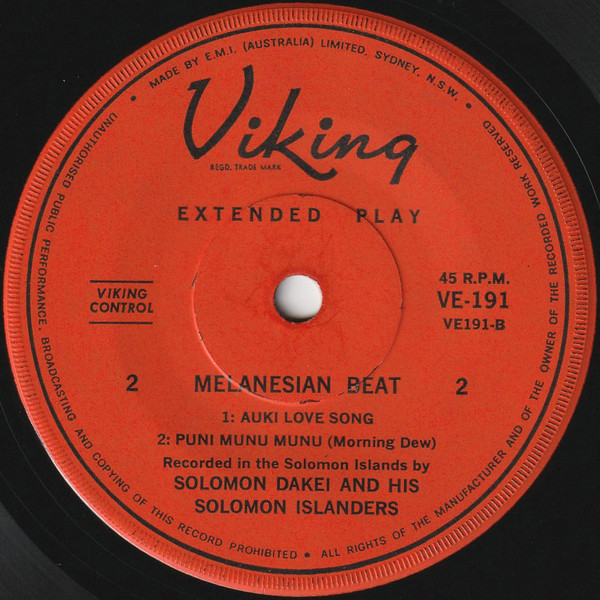 MADE BY E.M.I. (AUSTRALIA) LIMITED, SYDNEY, N.S.W.
Viking
REGD. TRADE MARK
EXTENDED PLAY
VIKING
CONTROL
45 R.P.M.
VE-191
VE191-B
2 MELANESIAN BEAT 2
1: AUKI LOVE SONG
2: PUNI MUNU MUNU (Morning Dew)
Recorded in the Solomon Islands by
SOLOMON DAKEI AND HIS
SOLOMON ISLANDERS
UNAUTHORISED PUBLIC PERFORMANCE, BROADCASTING AND COPYING OF THIS RECORD PROHIBITED • ALL RIGHTS OF THE MANUFACTURER AND OF THE OWNER OF THE RECORDED WORK RESERVED